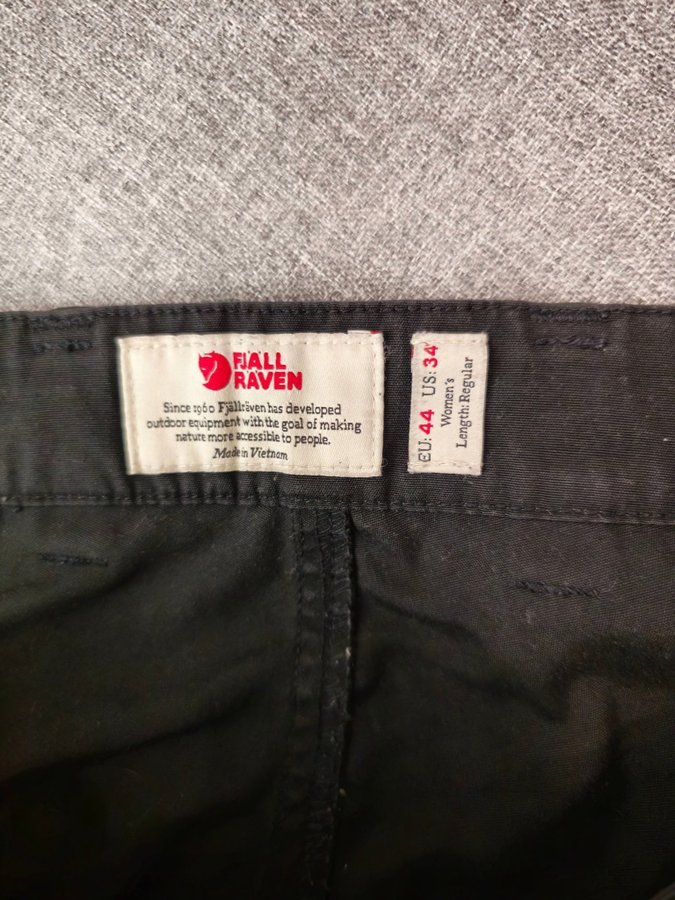 FJÄLL
RÄVEN
Since 1960 Fjällräven has developed
outdoor equipment with the goal of making
nature more accessible to people.
Made in Vietnam
EU: 44 US: 34
Women's
Length: Regular